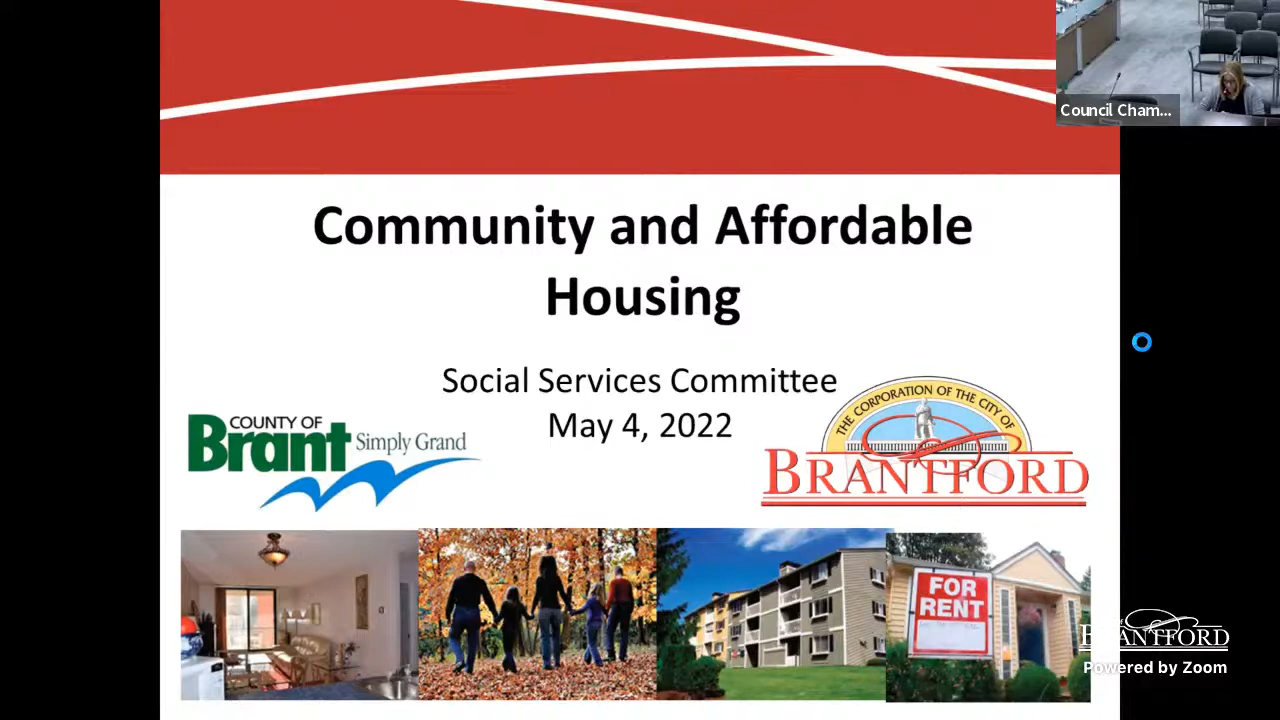 Council Cham...
Community and Affordable
Housing
Social Services Committee
May 4, 2022
COUNTY OF
Brant Simply Grand
THE CORPORATION OF THE CITY OF
BRANTFORD
FOR
RENT
BRANTFORD
Powered by Zoom